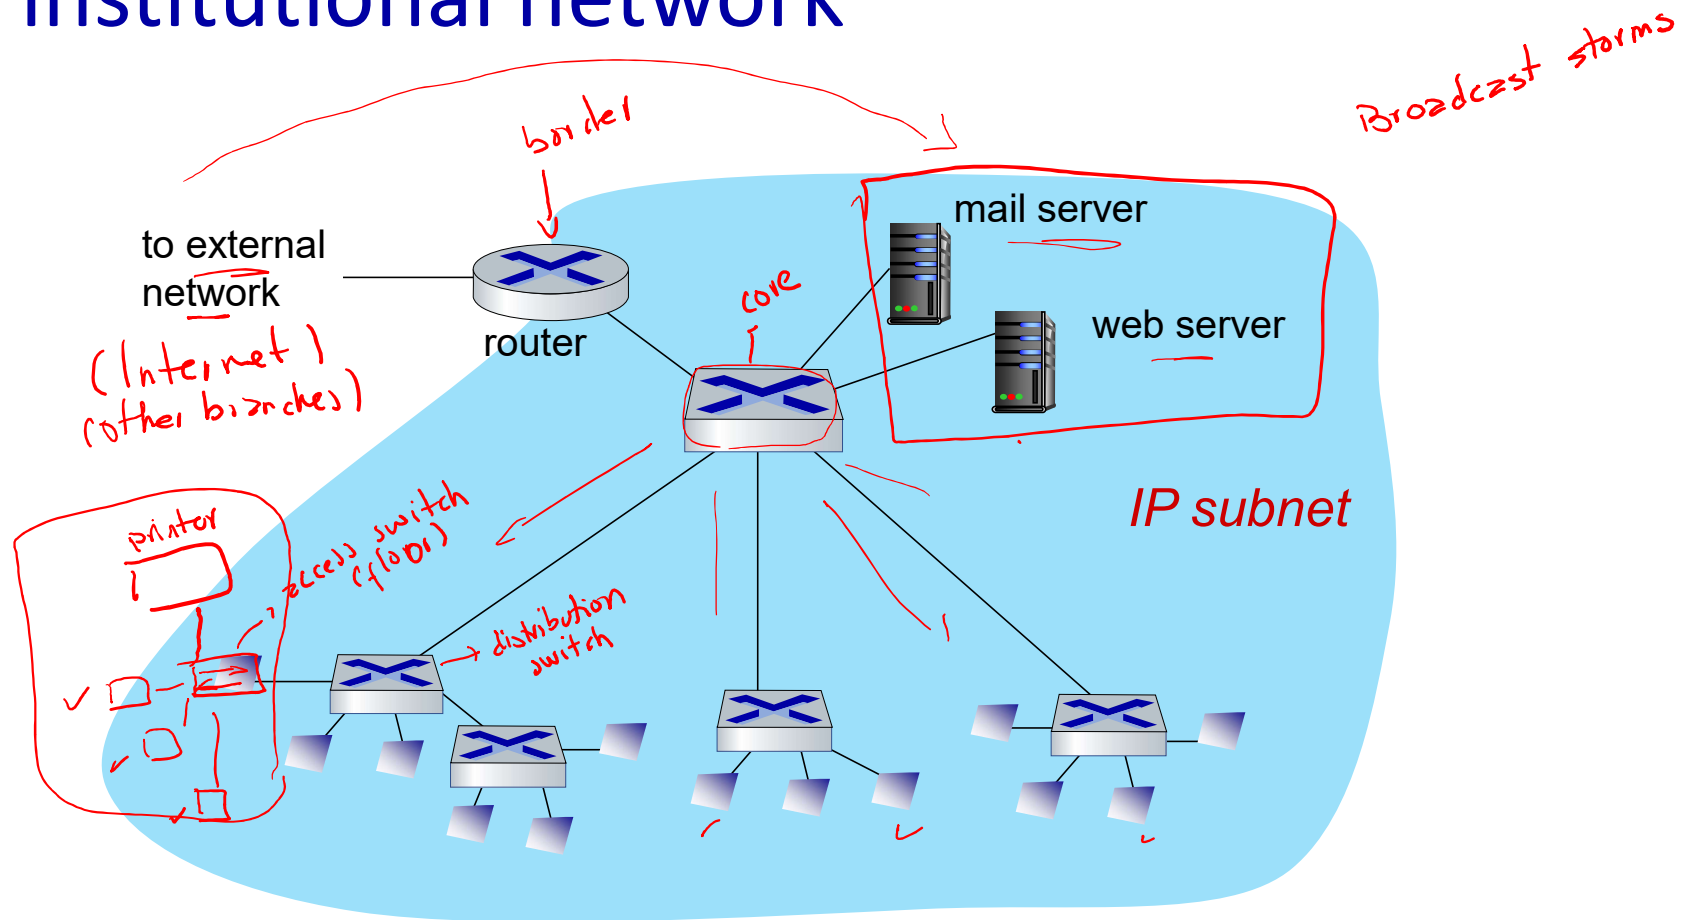 institutional network
Broadcast storms
border
to external
network
(Internet)
(other branches)
router
core
mail server
web server
IP subnet
printer
access switch
(floor)
distribution
switch